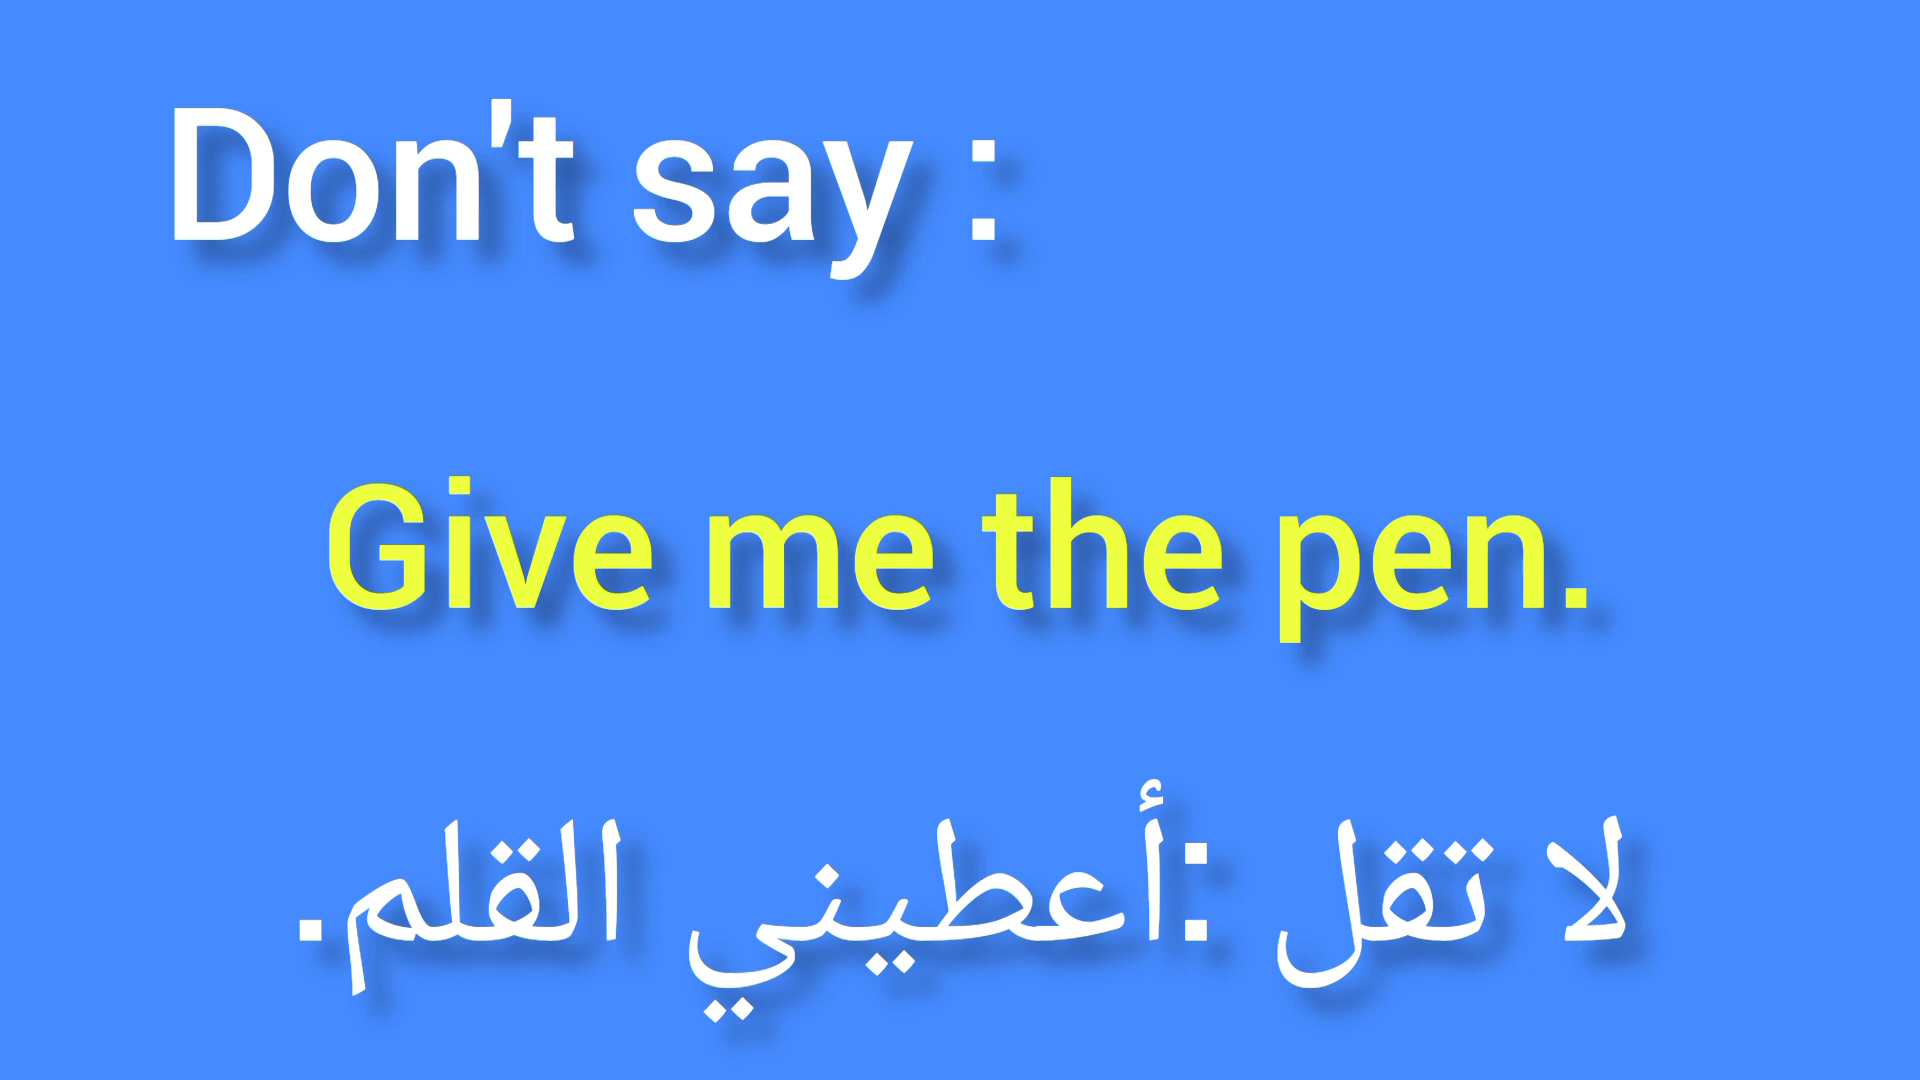 Don't say :
Give me the pen.
لا تقل :أعطيني القلم.